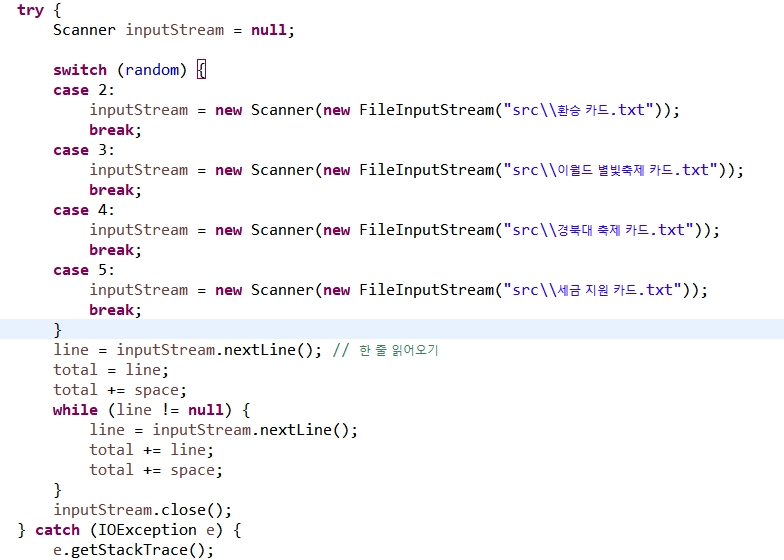 try {
Scanner inputStream = null;
switch (random) {
case 2:
inputStream = new Scanner(new FileInputStream("src\\환승 카드.txt"));
break;
case 3:
inputStream = new Scanner(new FileInputStream("src\\이월드 별빛축제 카드.txt"));
break;
case 4:
inputStream = new Scanner(new FileInputStream("src\\경북대 축제 카드.txt"));
break;
case 5:
inputStream = new Scanner(new FileInputStream("src\\세금 지원 카드.txt"));
break;
}
line = inputStream.nextLine(); // 한 줄 읽어오기
total = line;
total += space;
while (line != null) {
line = inputStream.nextLine();
total += line;
total += space;
}
inputStream.close();
} catch (IOException e) {
e.getStackTrace();